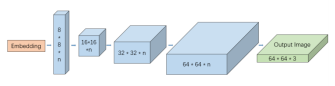 Embedding
8
*
8
*
n
16*16
*n
32 * 32 * n
64 * 64 * n
Output Image
64 * 64 * 3